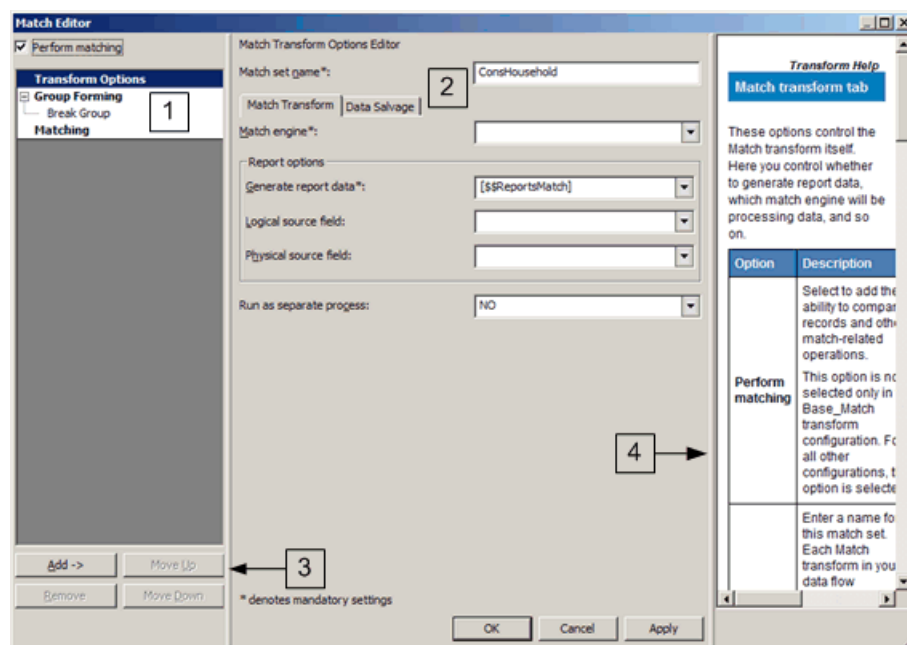 Match Editor
Perform matching
Transform Options
Group Forming
Break Group
Matching
1
Add ->
Move Up
Remove
Move Down
Match Transform Options Editor
Match set name*:
ConsHousehold
2
Match Transform
Data Salvage
Match engine*:
Report options
Generate report data*:
[$$ReportsMatch]
Logical source field:
Physical source field:
Run as separate process:
NO
3
* denotes mandatory settings
OK
Cancel
Apply
4
Transform Help
Match transform tab
These options control the
Match transform itself.
Here you control whether
to generate report data,
which match engine will be
processing data, and so
on.
Option
Description
Perform
matching
Select to add the
ability to compar
records and othe
match-related
operations.
This option is no
selected only in
Base_Match
transform
configuration. Fo
all other
configurations, t
option is selecte
Enter a name fo
this match set.
Each Match
transform in you
data flow